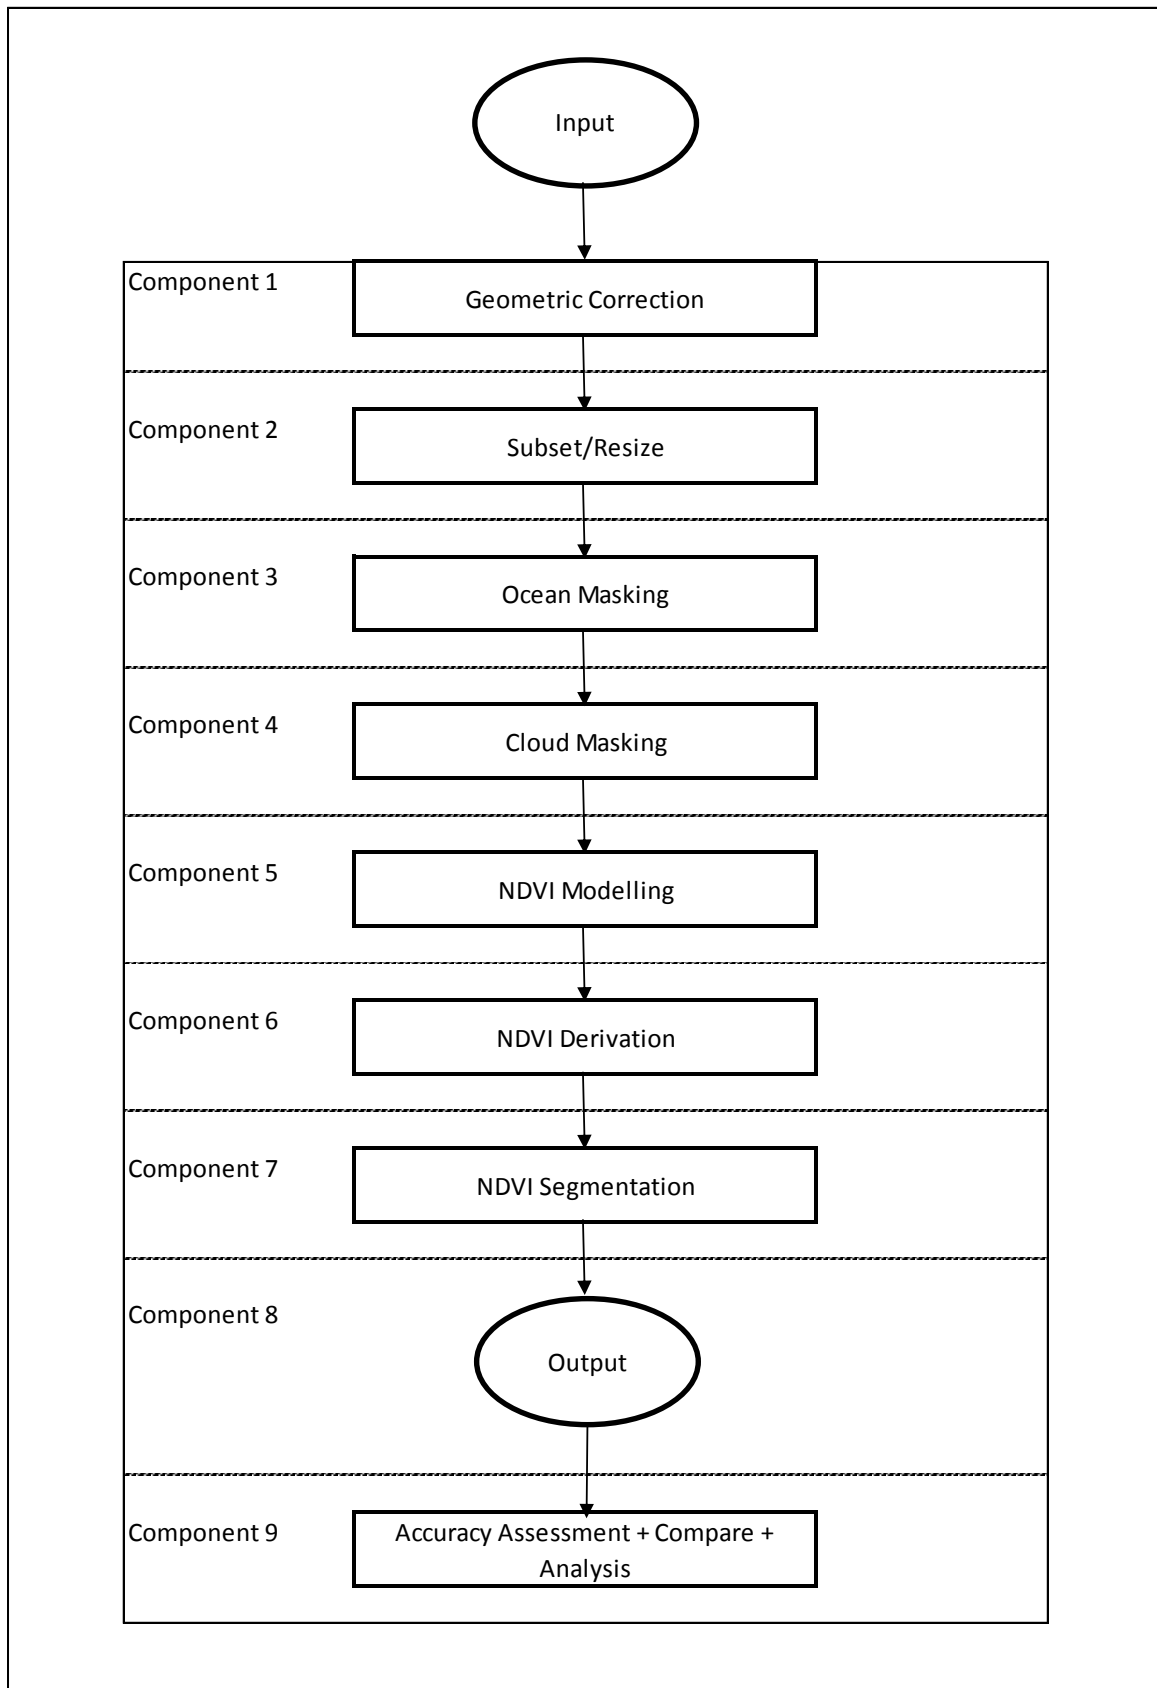 Input
Component 1
Geometric Correction
Component 2
Subset/Resize
Component 3
Ocean Masking
Component 4
Cloud Masking
Component 5
NDVI Modelling
Component 6
NDVI Derivation
Component 7
NDVI Segmentation
Component 8
Output
Component 9
Accuracy Assessment + Compare +
Analysis